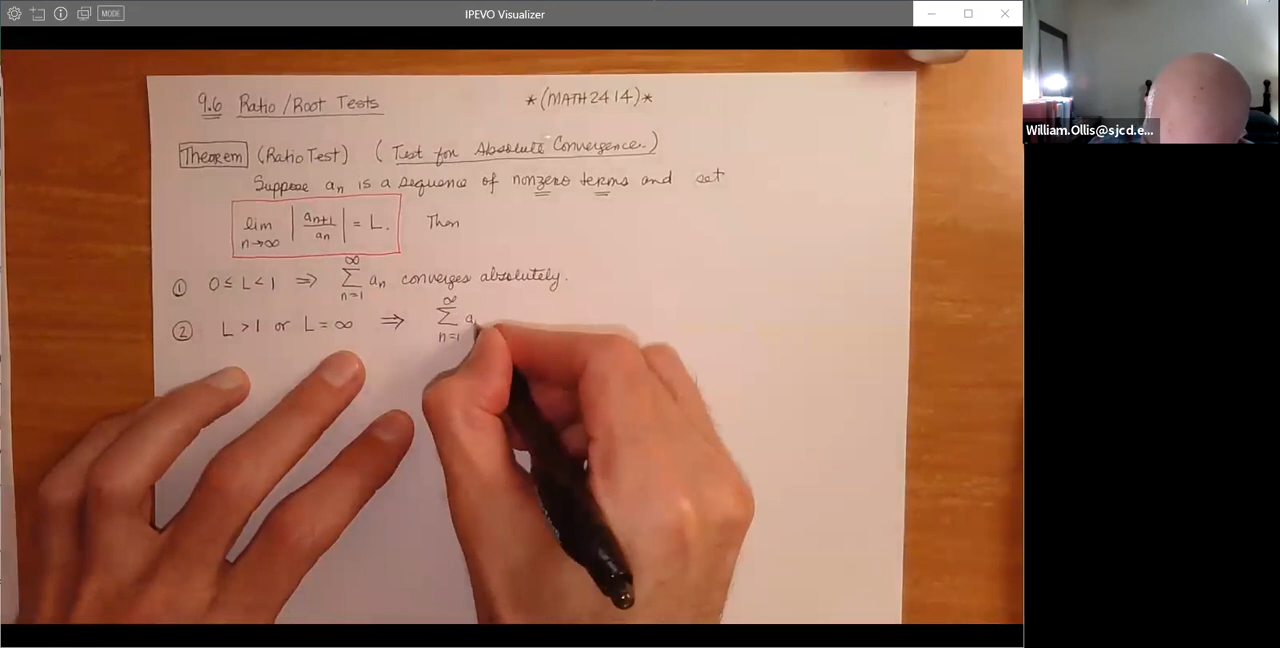 IPEVO Visualizer
MODE
9.6 Ratio/Root Tests *(MATH2414)*
Theorem (Ratio Test) (Test for Absolute Convergence)
Suppose aₙ is a sequence of nonzero terms and set
lim n→∞ |aₙ₊₁/aₙ| = L. Then
① 0 ≤ L < 1 ⇒ ∑ n=1 ∞ aₙ converges absolutely.
② L > 1 or L = ∞ ⇒ ∑ n=1 ∞ a
William.Ollis@sjcd.e...